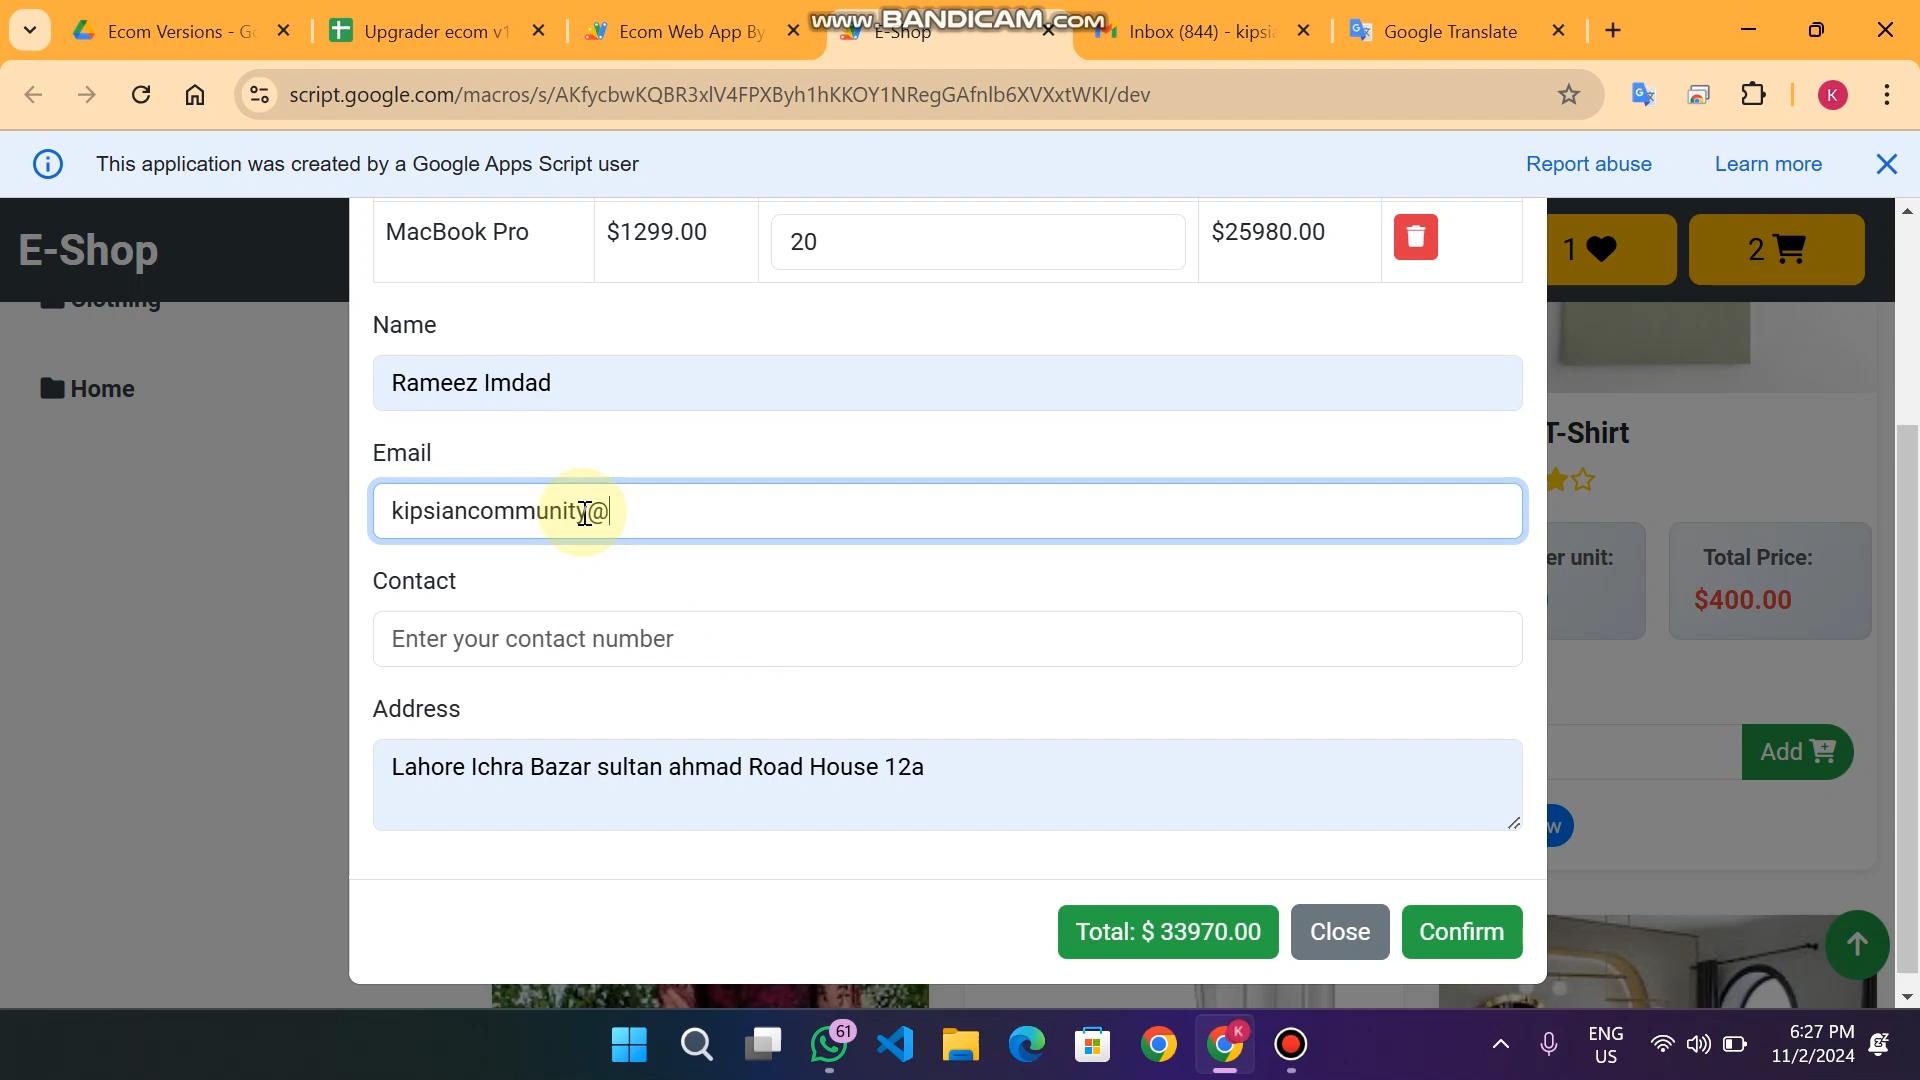 www.BANDICAM.com
Ecom Versions - Go
Upgrader ecom v1
Ecom Web App By
E-Shop
Inbox (844) - kipsia
Google Translate
script.google.com/macros/s/AKfycbwKQBR3xlV4FPXByh1hKKOY1NRegGAfnlb6XVXxtWKI/dev
K
This application was created by a Google Apps Script user
Report abuse
Learn more
E-Shop
1
2
MacBook Pro
$1299.00
20
$25980.00
Clothing
Home
Name
Rameez Imdad
Email
kipsiancommunity@
Contact
Enter your contact number
Address
Lahore Ichra Bazar sultan ahmad Road House 12a
T-Shirt
er unit:
Total Price:
$400.00
Add
w
Total: $ 33970.00
Close
Confirm
61
K
ENG
US
6:27 PM
11/2/2024